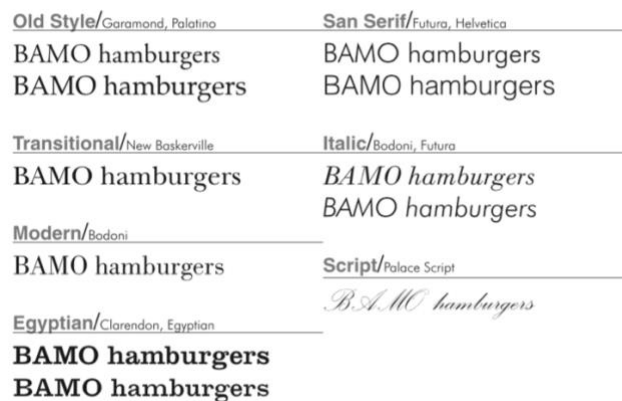 Old Style/Garamond, Palatino
BAMO hamburgers
BAMO hamburgers
Transitional/New Baskerville
BAMO hamburgers
Modern/Bodoni
BAMO hamburgers
Egyptian/Clarendon, Egyptian
BAMO hamburgers
BAMO hamburgers
San Serif/Futura, Helvetica
BAMO hamburgers
BAMO hamburgers
Italic/Bodoni, Futura
BAMO hamburgers
BAMO hamburgers
Script/Palace Script
BAMO hamburgers